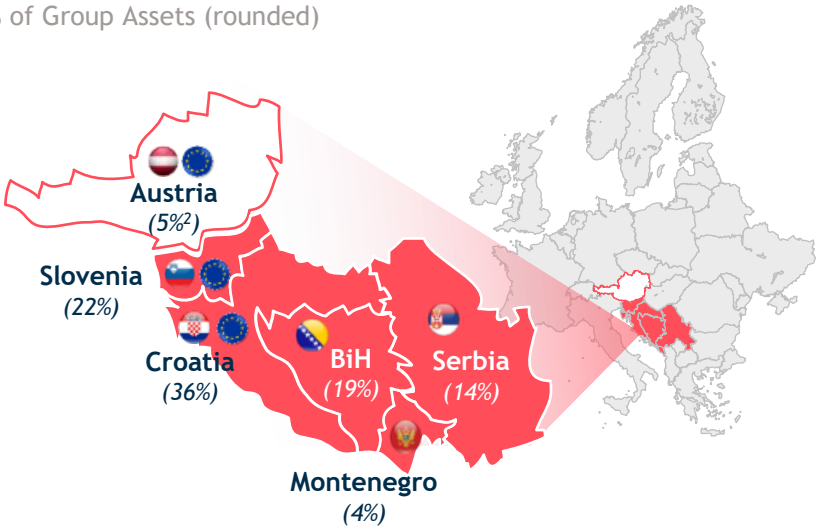 of Group Assets (rounded)
Austria
(5%²)
Slovenia
(22%)
Croatia
(36%)
BiH
(19%)
Serbia
(14%)
Montenegro
(4%)